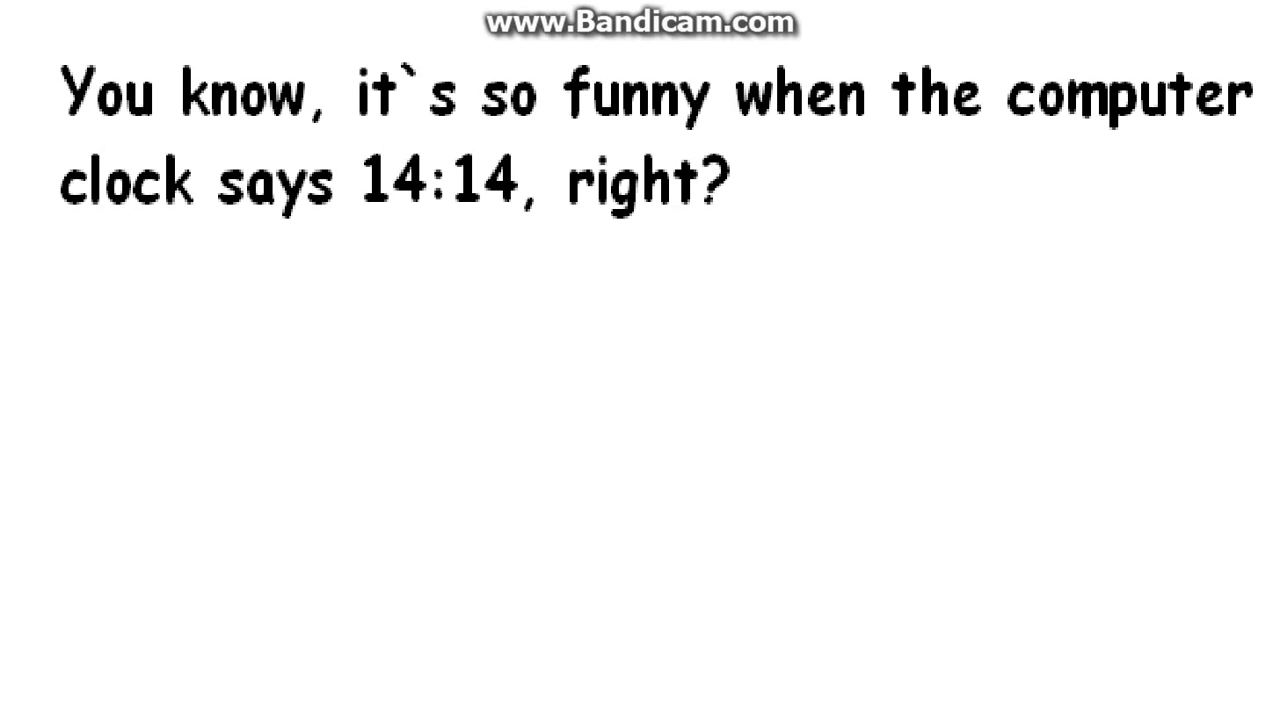 www.Bandicam.com
You know, it`s so funny when the computer
clock says 14:14, right?